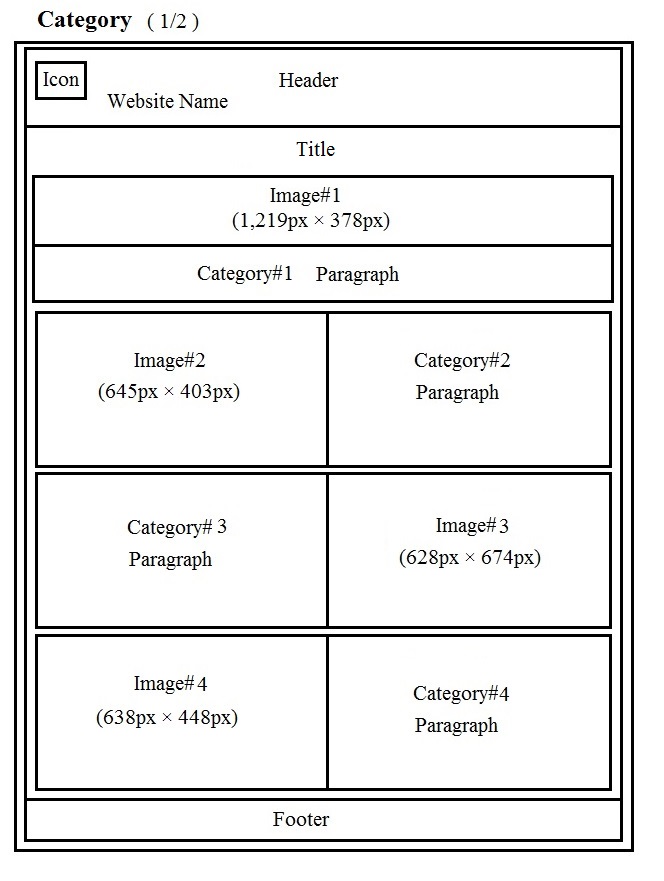 Category ( 1/2 )
Icon
Header
Website Name
Title
Image#1
(1,219px × 378px)
Category#1 Paragraph
Image#2
(645px × 403px)
Category#2
Paragraph
Category# 3
Paragraph
Image# 3
(628px × 674px)
Image# 4
(638px × 448px)
Category#4
Paragraph
Footer